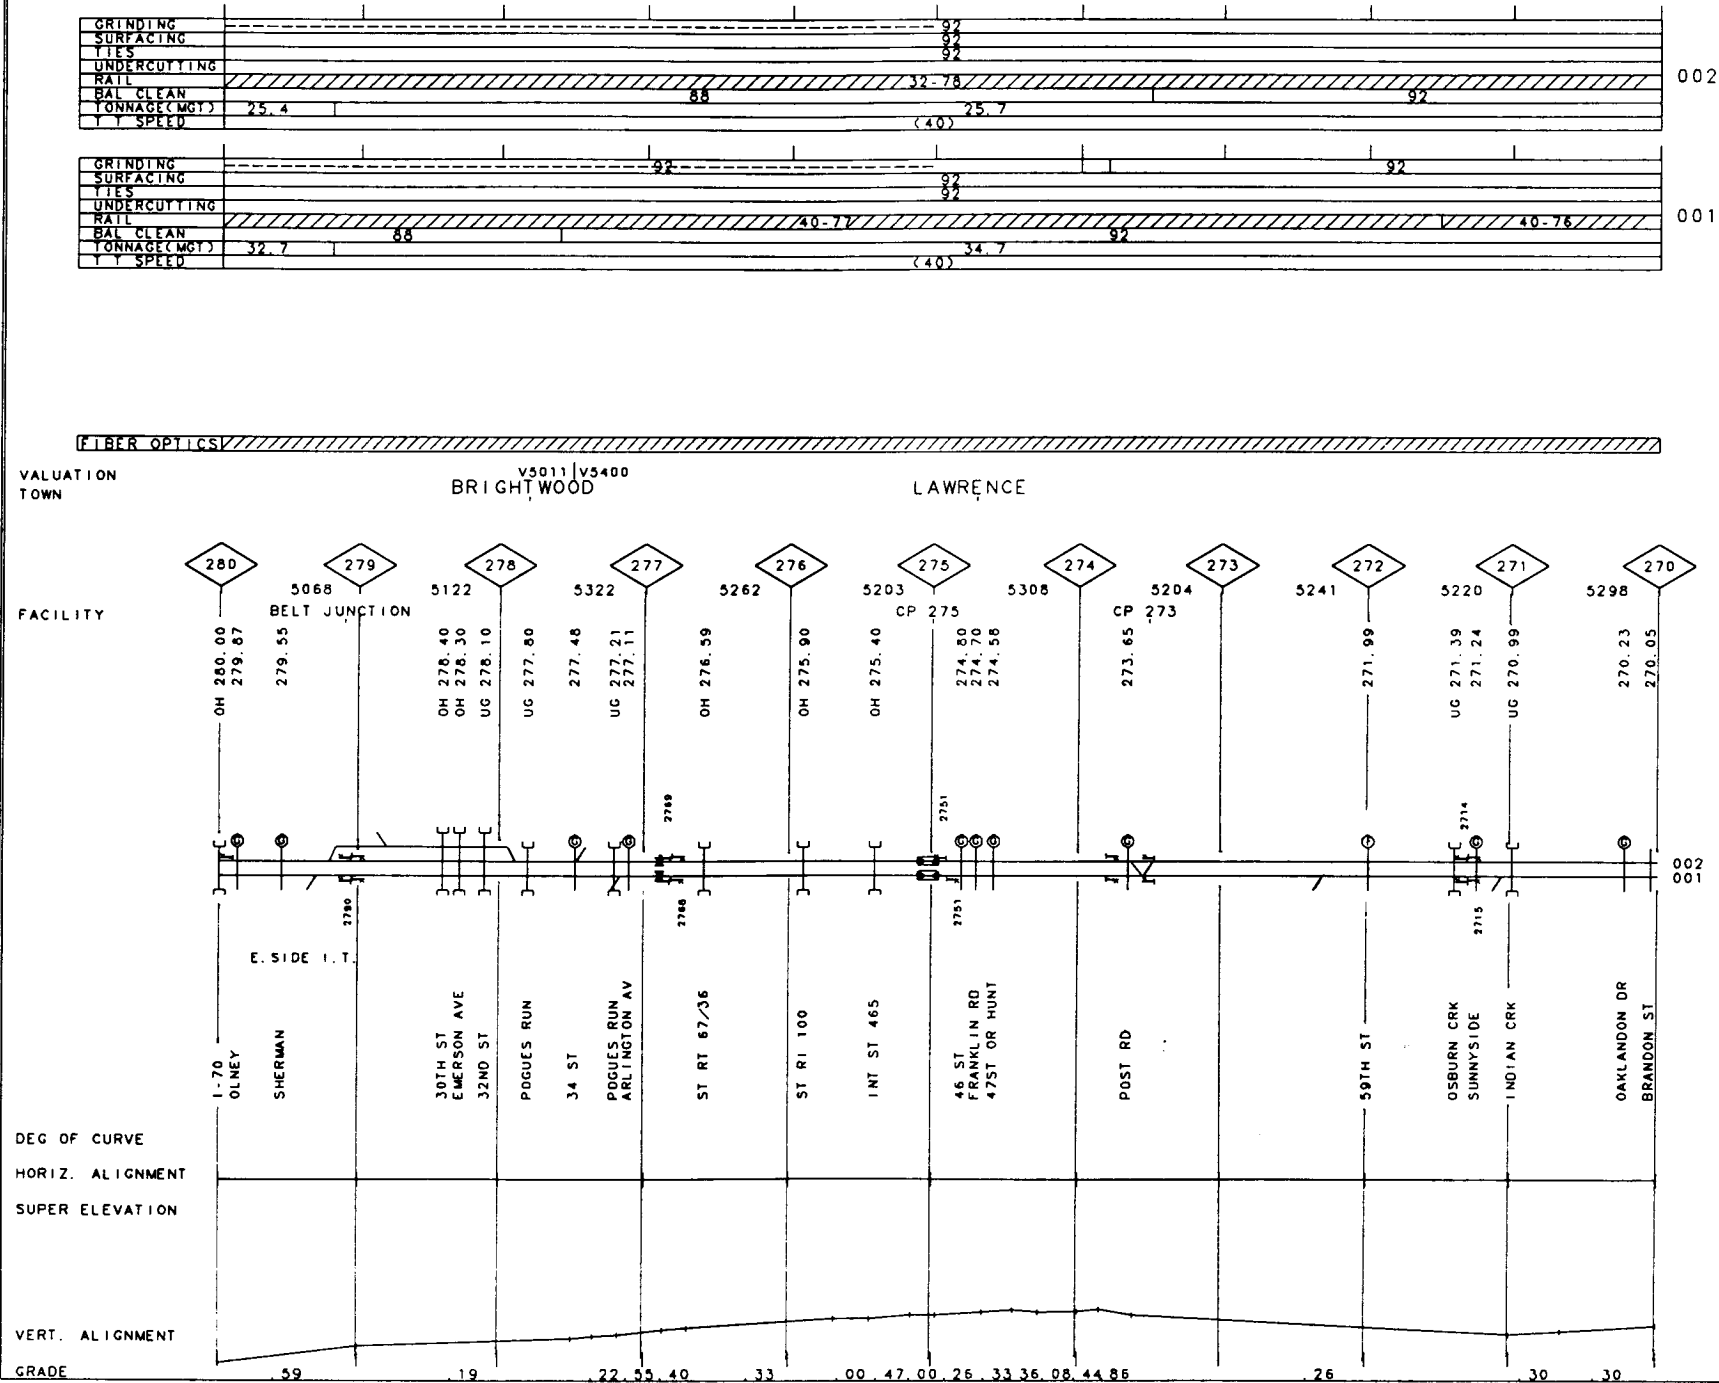 GRINDING 92
SURFACING 92
TIES 92
UNDERCUTTING
RAIL 32-78
BAL CLEAN 88 92
TONNAGE(MGT) 25.4 25.7
T T SPEED (40)
002
GRINDING 92 92
SURFACING 92
TIES 92
UNDERCUTTING
RAIL 40-77 40-76
BAL CLEAN 88 92
TONNAGE(MGT) 32.7 34.7
T T SPEED (40)
001
FIBER OPTICS
VALUATION V5011 V5400
TOWN BRIGHTWOOD LAWRENCE
280 279 278 277 276 275 274 273 272 271 270
5068 5122 5322 5262 5203 5308 5204 5241 5220 5298
FACILITY BELT JUNCTION CP 275 CP 273
OH 280.00
279.87
279.55
OH 278.40
OH 278.30
UG 278.10
UG 277.80
277.48
UG 277.21
277.11
OH 276.59
OH 275.90
OH 275.40
274.80
274.70
274.58
273.65
271.99
UG 271.39
271.24
UG 270.99
270.23
270.05
2769 2751 2714
G G G G G G G G G G
002
001
2790 2768 2751 2715
E.SIDE I.T.
I-70
OLNEY
SHERMAN
30TH ST
EMERSON AVE
32ND ST
POGUES RUN
34 ST
POGUES RUN
ARLINGTON AV
ST RT 67/36
ST RI 100
INT ST 465
46 ST
FRANKLIN RD
47ST OR HUNT
POST RD
59TH ST
OSBURN CRK
SUNNYSIDE
INDIAN CRK
OAKLANDON DR
BRANDON ST
DEG OF CURVE
HORIZ. ALIGNMENT
SUPER ELEVATION
VERT. ALIGNMENT
GRADE .59 .19 .22 .55 .40 .33 .00 .47 .00 .26 .33 36 .08 .44 86 .26 .30 .30